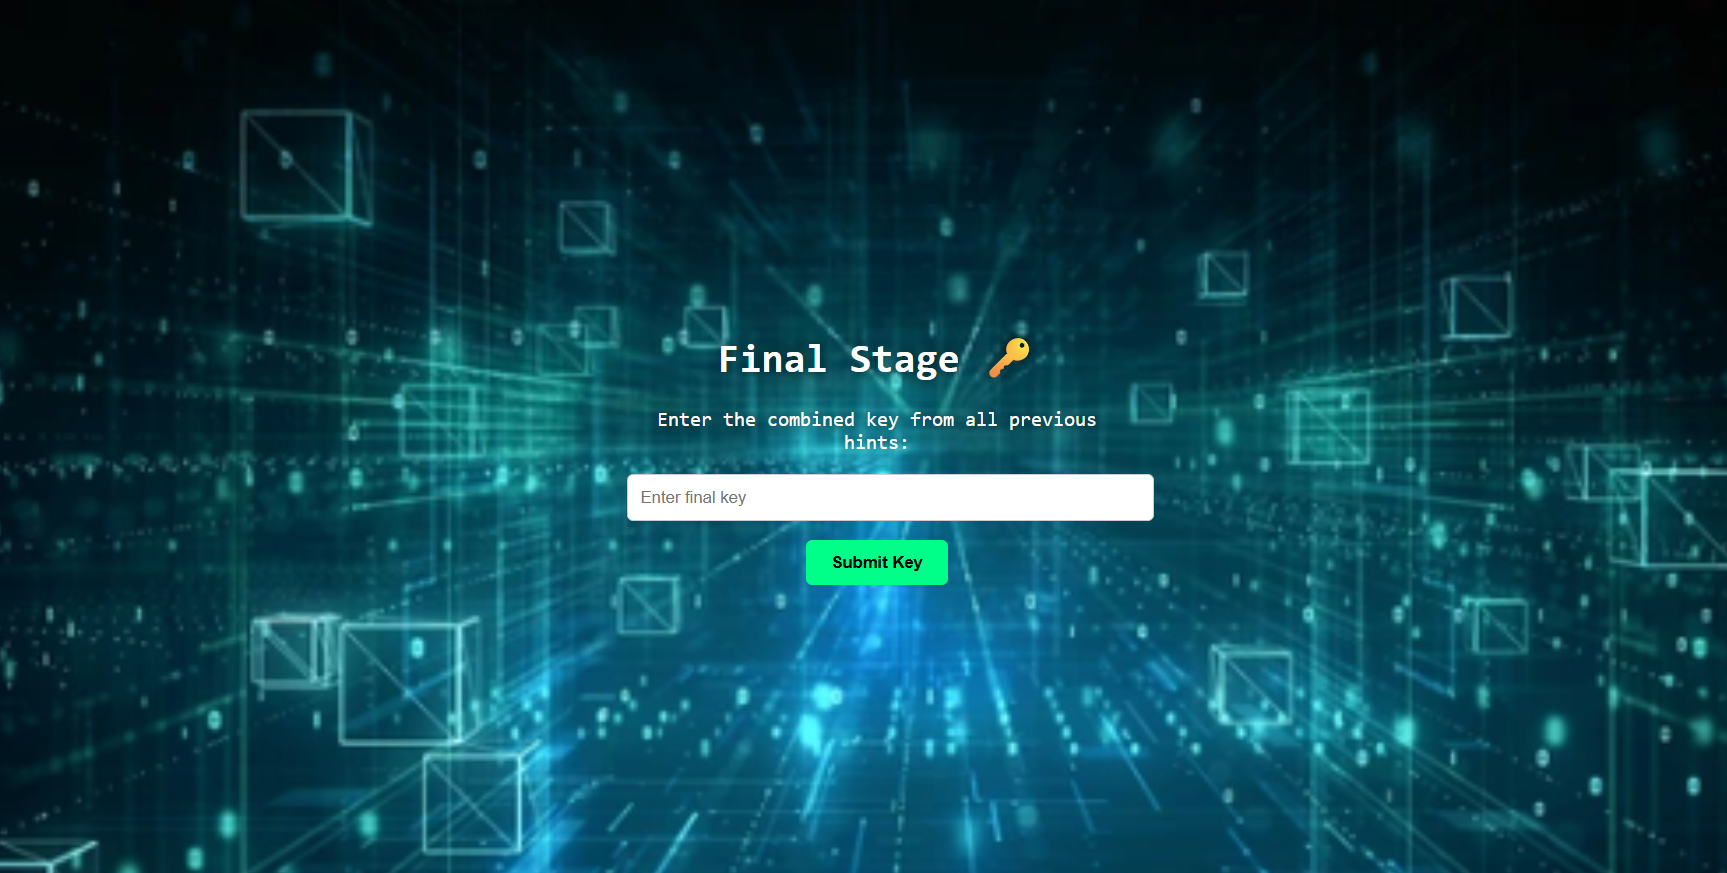 Final Stage 🔑
Enter the combined key from all previous
hints:
Enter final key
Submit Key